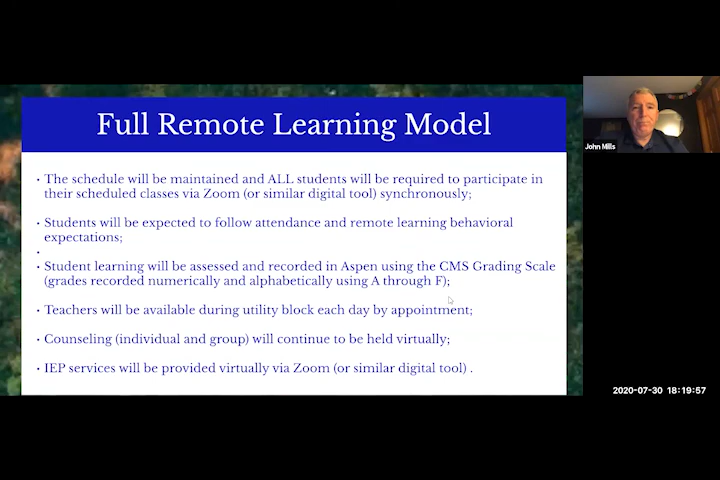 Full Remote Learning Model
• The schedule will be maintained and ALL students will be required to participate in
their scheduled classes via Zoom (or similar digital tool) synchronously;
• Students will be expected to follow attendance and remote learning behavioral
expectations;
•
• Student learning will be assessed and recorded in Aspen using the CMS Grading Scale
(grades recorded numerically and alphabetically using A through F);
• Teachers will be available during utility block each day by appointment;
• Counseling (individual and group) will continue to be held virtually;
• IEP services will be provided virtually via Zoom (or similar digital tool) .
John Mills
2020-07-30 18:19:57